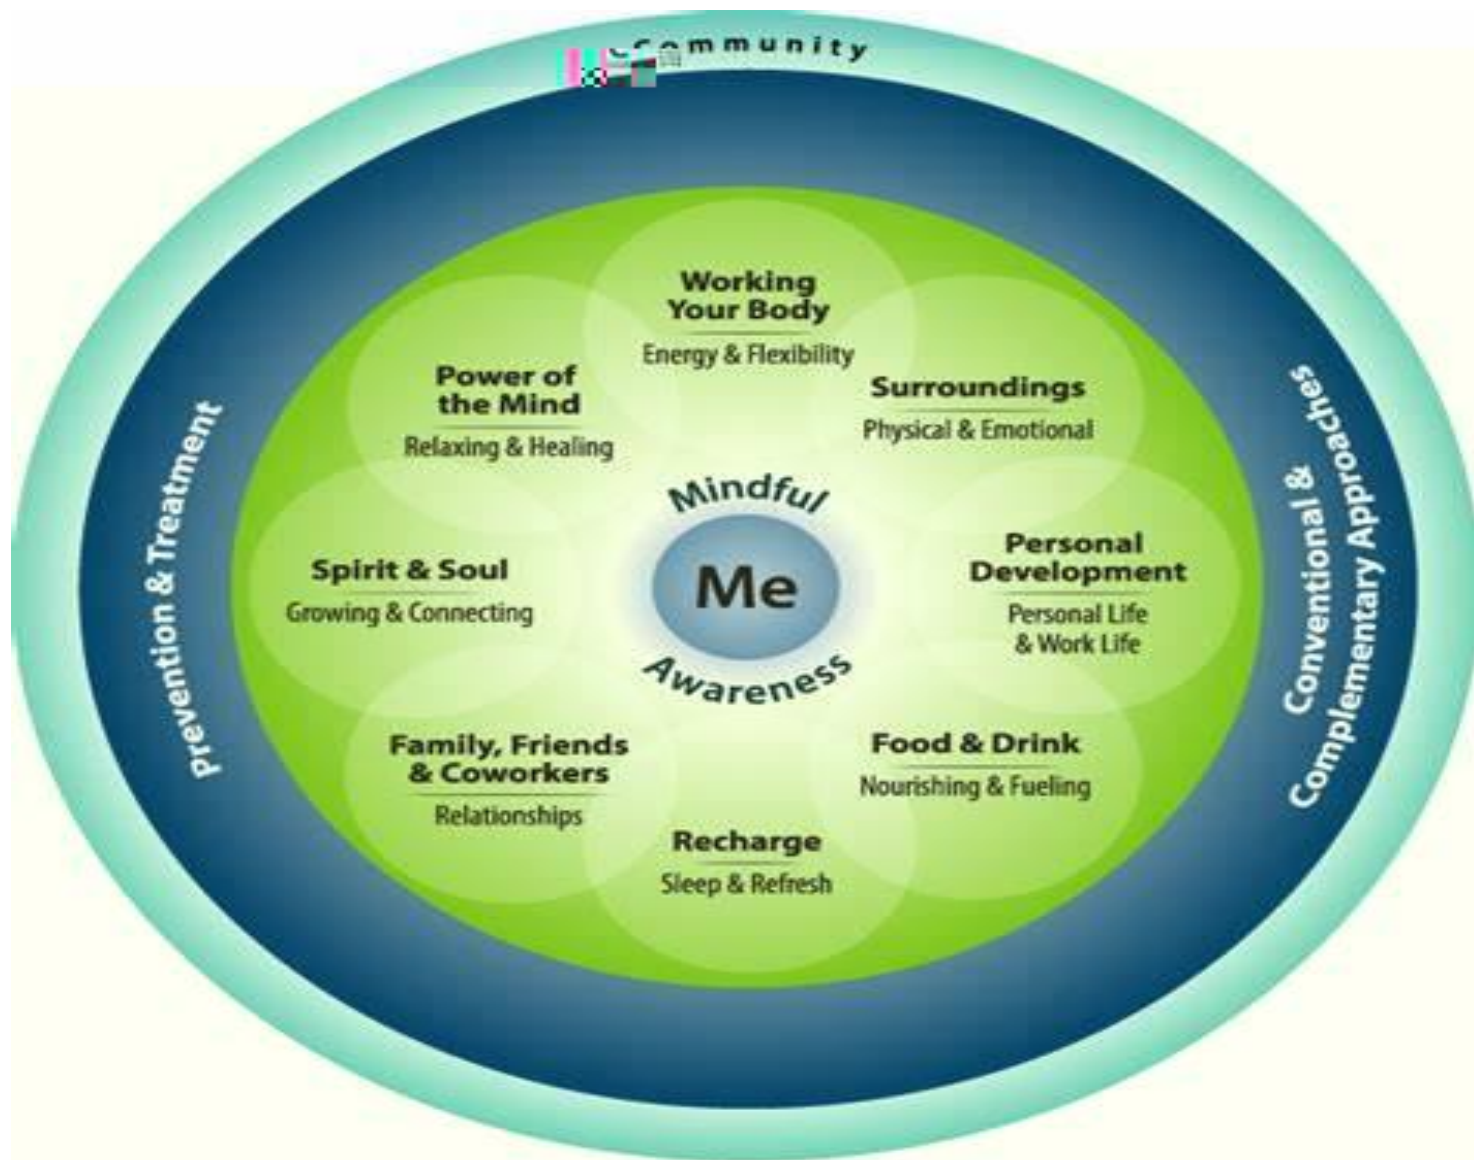 Community
Working
Your Body
Energy & Flexibility
Surroundings
Physical & Emotional
Personal
Development
Personal Life
& Work Life
Food & Drink
Nourishing & Fueling
Recharge
Sleep & Refresh
Family, Friends
& Coworkers
Relationships
Spirit & Soul
Growing & Connecting
Power of
the Mind
Relaxing & Healing
Mindful
Me
Awareness
Prevention & Treatment
Conventional &
Complementary Approaches